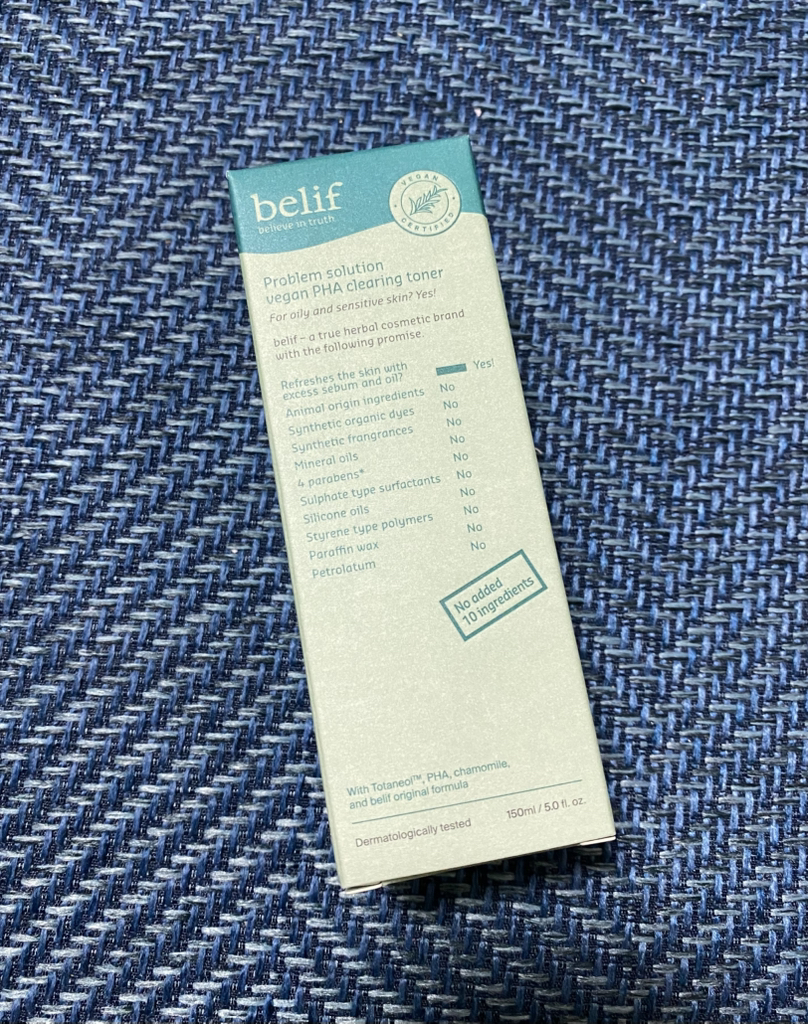 belif
believe in truth
VEGAN
CERTIFIED
Problem solution
vegan PHA clearing toner
For oily and sensitive skin? Yes!
belif – a true herbal cosmetic brand
with the following promise.
Refreshes the skin with
excess sebum and oil? Yes!
Animal origin ingredients No
Synthetic organic dyes No
Synthetic frangrances No
Mineral oils No
4 parabens* No
Sulphate type surfactants No
Silicone oils No
Styrene type polymers No
Paraffin wax No
Petrolatum No
No added
10 ingredients
With Totaneol™, PHA, chamomile,
and belif original formula
Dermatologically tested 150ml / 5.0 fl. oz.